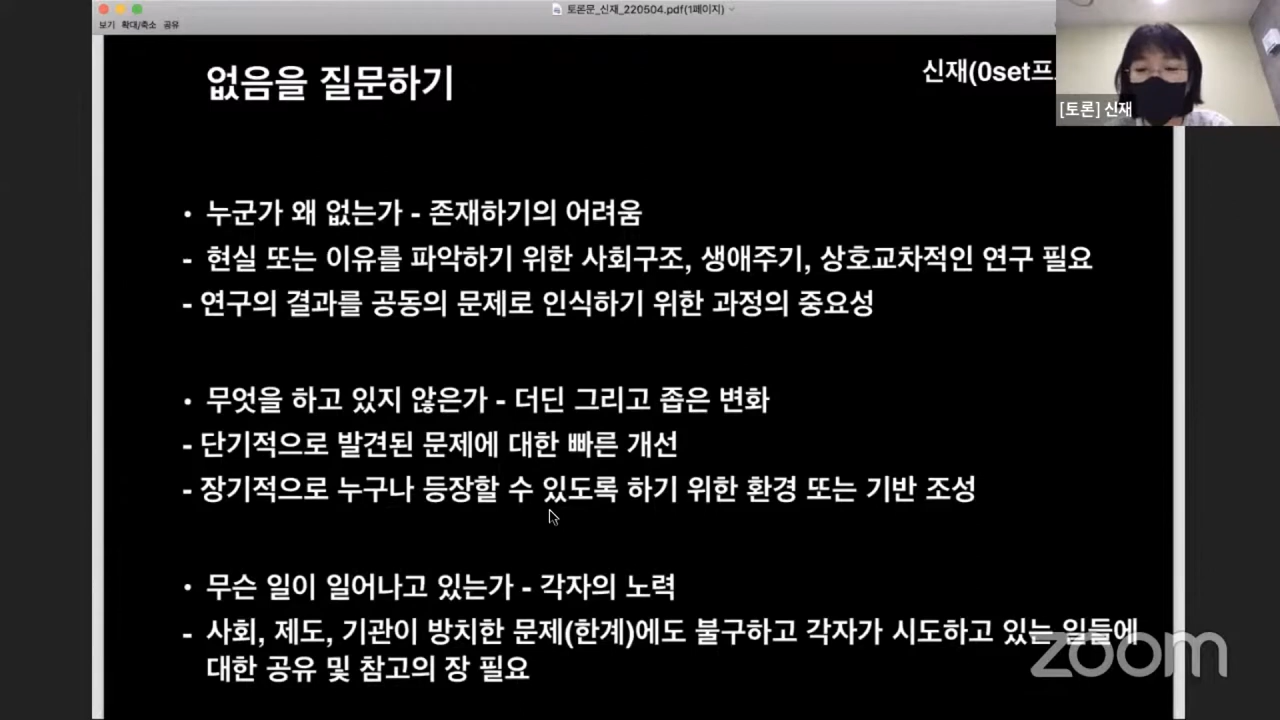 토론문_신재_220504.pdf(1페이지)
보기 확대/축소 공유
없음을 질문하기
신재(0set프
[토론] 신재
• 누군가 왜 없는가 - 존재하기의 어려움
- 현실 또는 이유를 파악하기 위한 사회구조, 생애주기, 상호교차적인 연구 필요
- 연구의 결과를 공동의 문제로 인식하기 위한 과정의 중요성
• 무엇을 하고 있지 않은가 - 더딘 그리고 좁은 변화
- 단기적으로 발견된 문제에 대한 빠른 개선
- 장기적으로 누구나 등장할 수 있도록 하기 위한 환경 또는 기반 조성
• 무슨 일이 일어나고 있는가 - 각자의 노력
- 사회, 제도, 기관이 방치한 문제(한계)에도 불구하고 각자가 시도하고 있는 일들에
대한 공유 및 참고의 장 필요
zoom